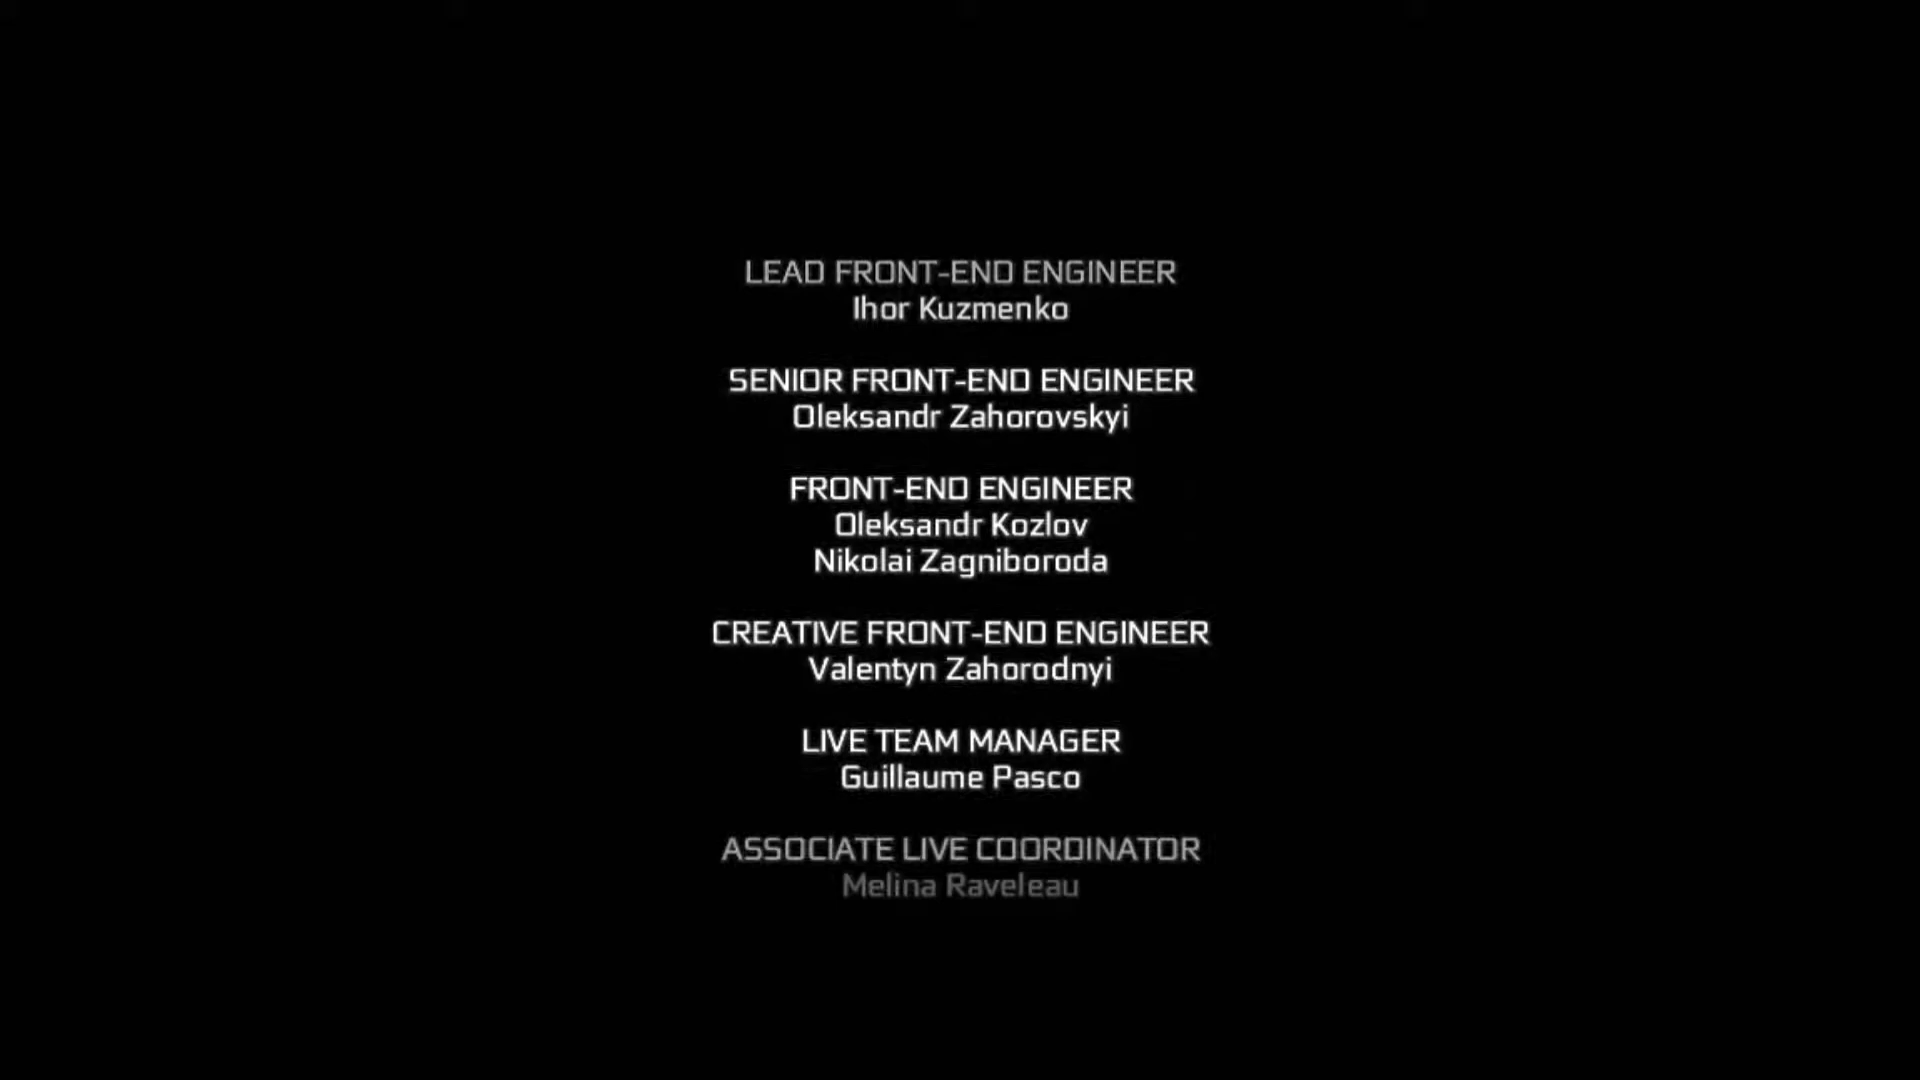 LEAD FRONT-END ENGINEER
Ihor Kuzmenko
SENIOR FRONT-END ENGINEER
Oleksandr Zahorovskyi
FRONT-END ENGINEER
Oleksandr Kozlov
Nikolai Zagniboroda
CREATIVE FRONT-END ENGINEER
Valentyn Zahorodnyi
LIVE TEAM MANAGER
Guillaume Pasco
ASSOCIATE LIVE COORDINATOR
Melina Raveleau